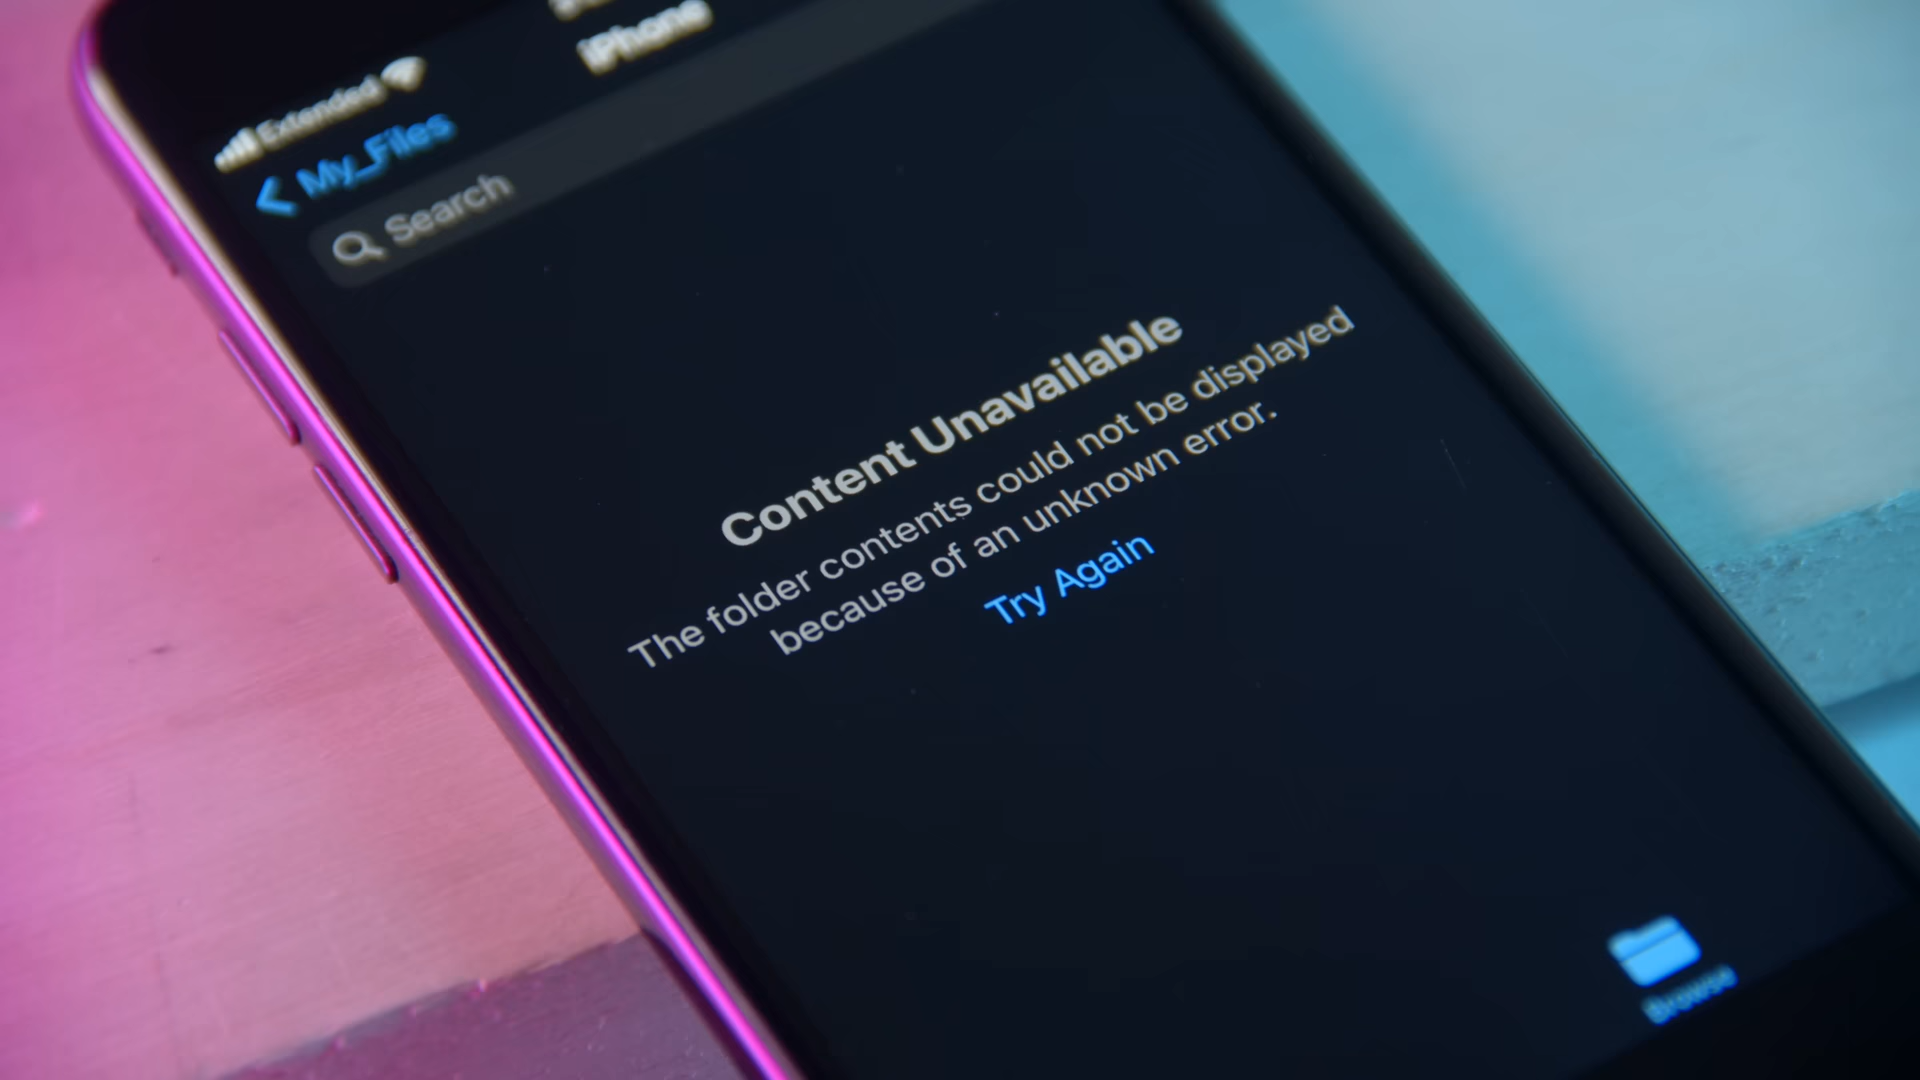 iPhone
Extended
My_Files
Search
Content Unavailable
The folder contents could not be displayed
because of an unknown error.
Try Again
Browse